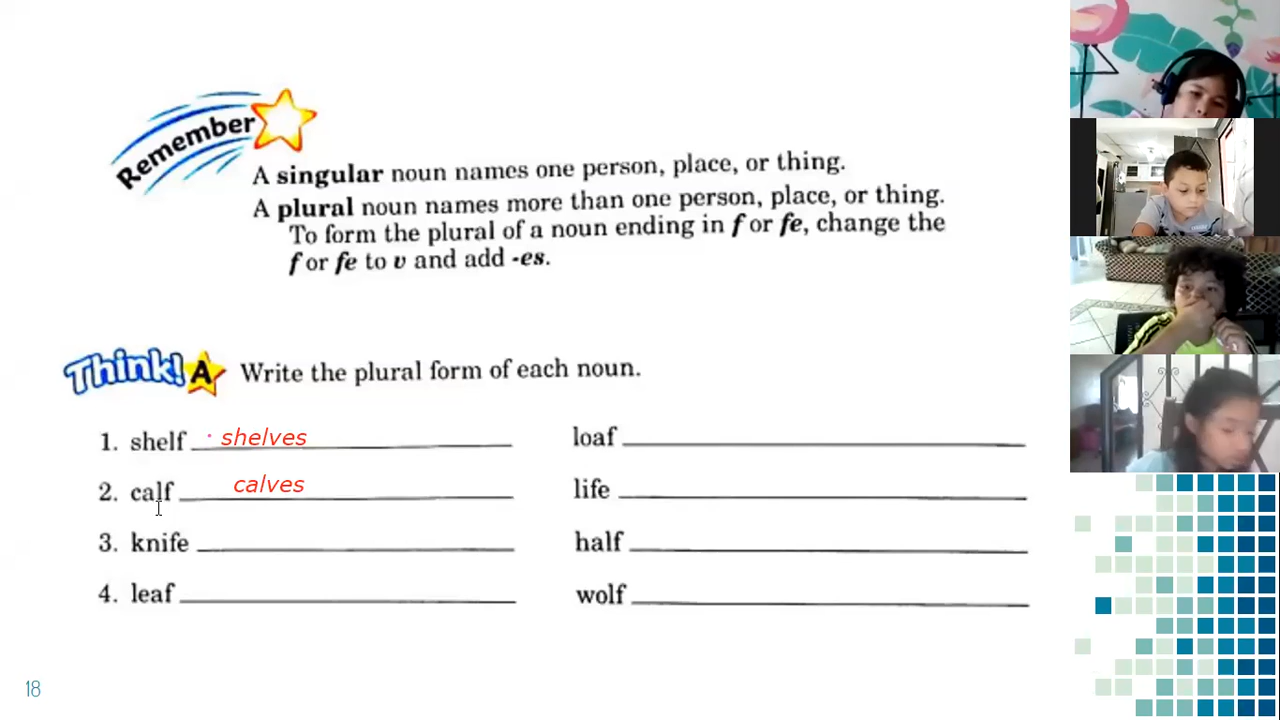 Remember
A singular noun names one person, place, or thing.
A plural noun names more than one person, place, or thing.
To form the plural of a noun ending in f or fe, change the
f or fe to v and add -es.
Think! A Write the plural form of each noun.
1. shelf shelves loaf
2. calf calves life
3. knife half
4. leaf wolf
18